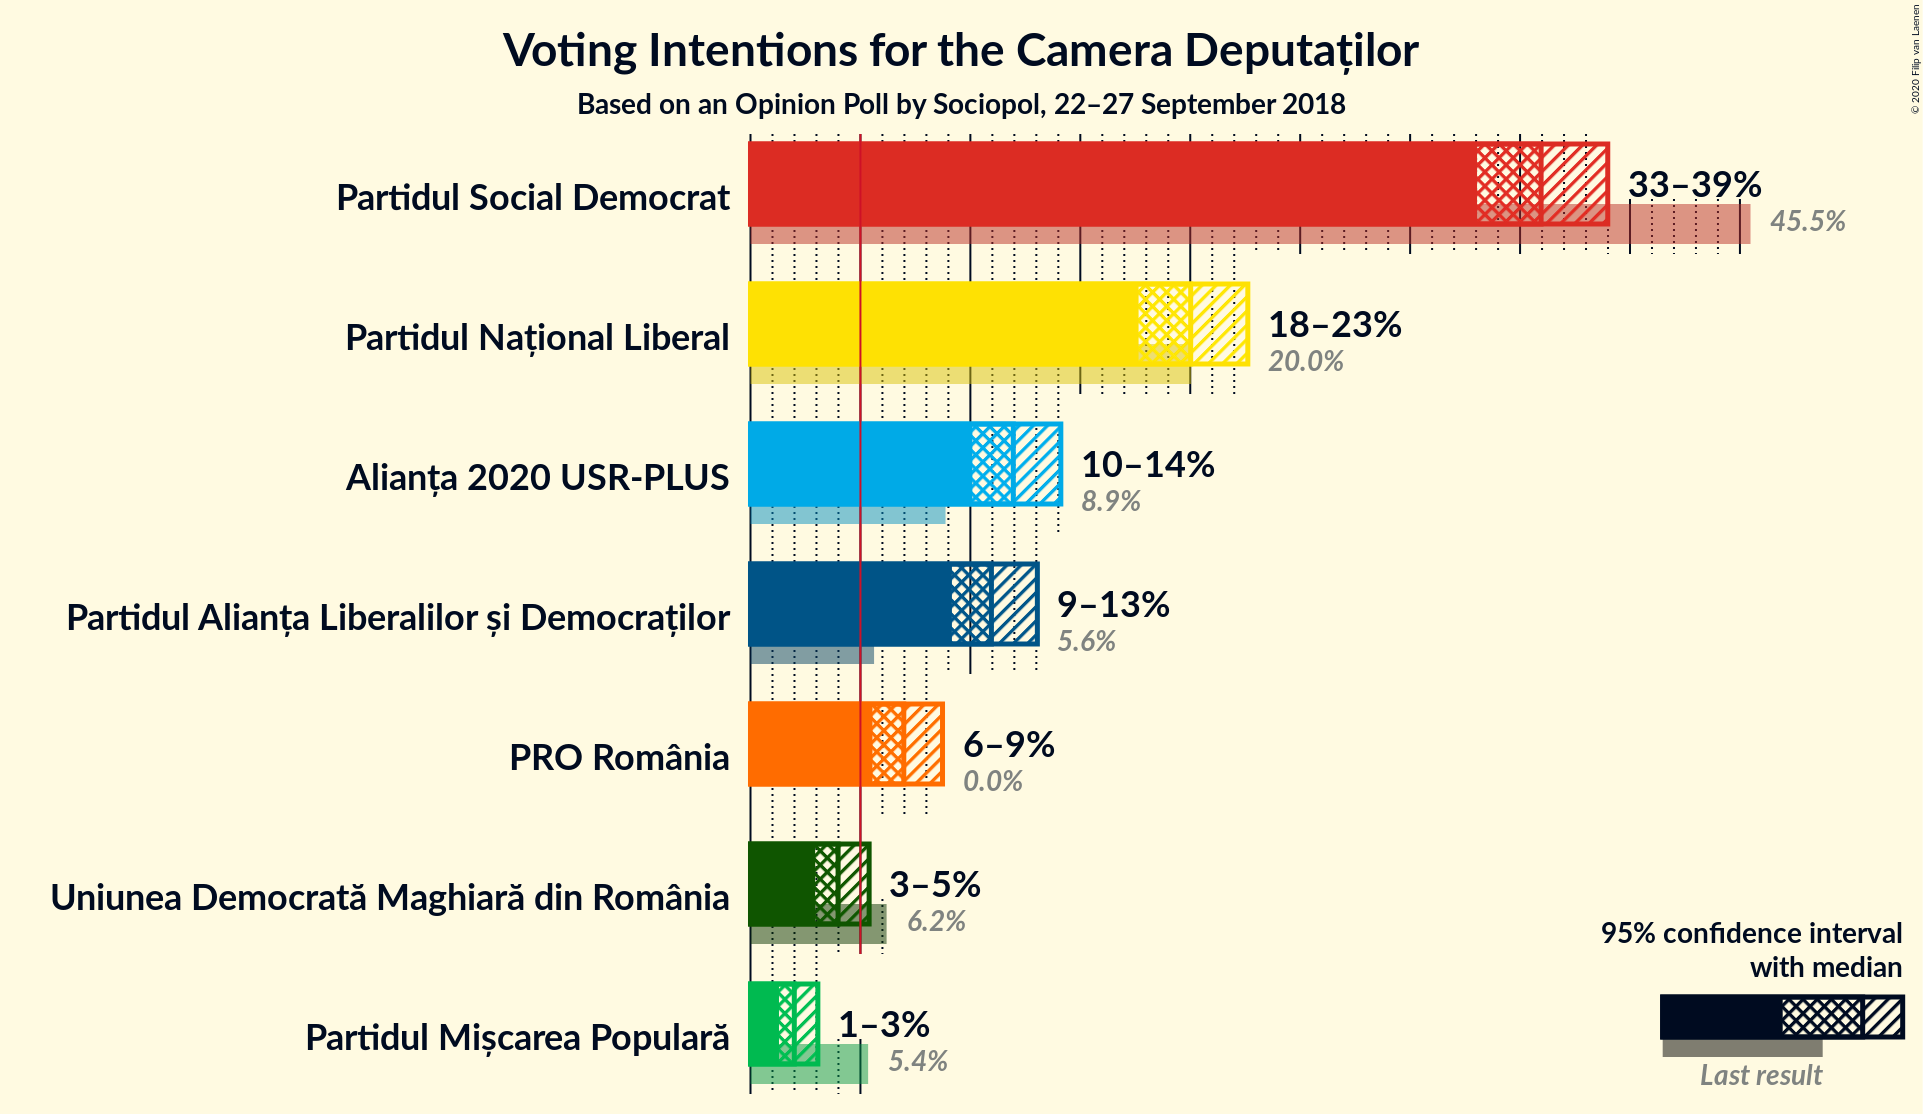 Voting Intentions for the Camera Deputaților
Based on an Opinion Poll by Sociopol, 22–27 September 2018
© 2020 Filip van Laenen
Partidul Social Democrat
33–39%
45.5%
Partidul Național Liberal
18–23%
20.0%
Alianța 2020 USR-PLUS
10–14%
8.9%
Partidul Alianța Liberalilor și Democraților
9–13%
5.6%
PRO România
6–9%
0.0%
Uniunea Democrată Maghiară din România
3–5%
6.2%
Partidul Mișcarea Populară
1–3%
5.4%
95% confidence interval
with median
Last result